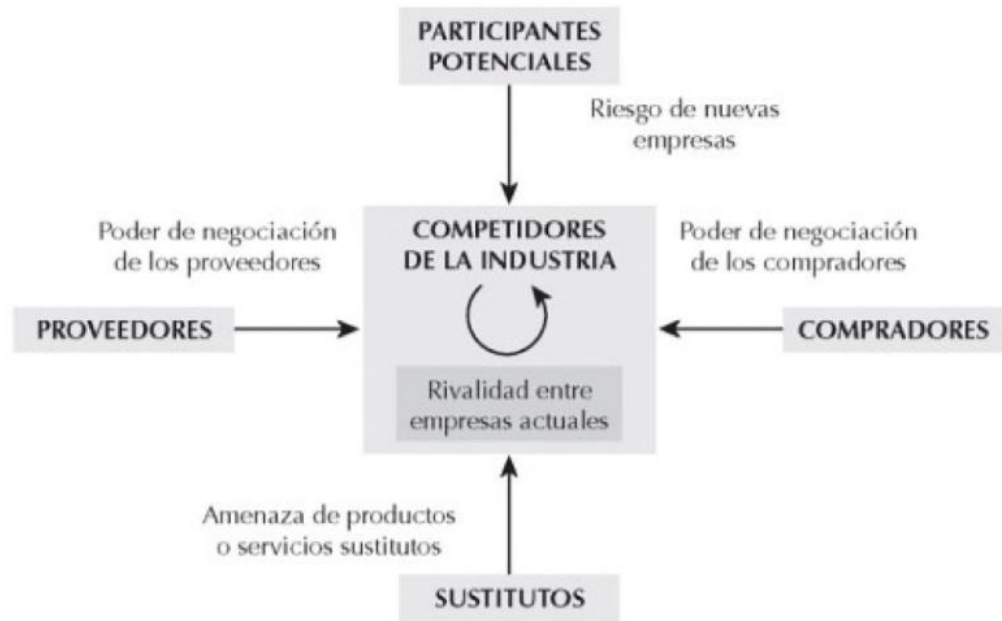 PARTICIPANTES
POTENCIALES
Riesgo de nuevas
empresas
Poder de negociación
de los proveedores
COMPETIDORES
DE LA INDUSTRIA
Poder de negociación
de los compradores
PROVEEDORES
COMPRADORES
Rivalidad entre
empresas actuales
Amenaza de productos
o servicios sustitutos
SUSTITUTOS